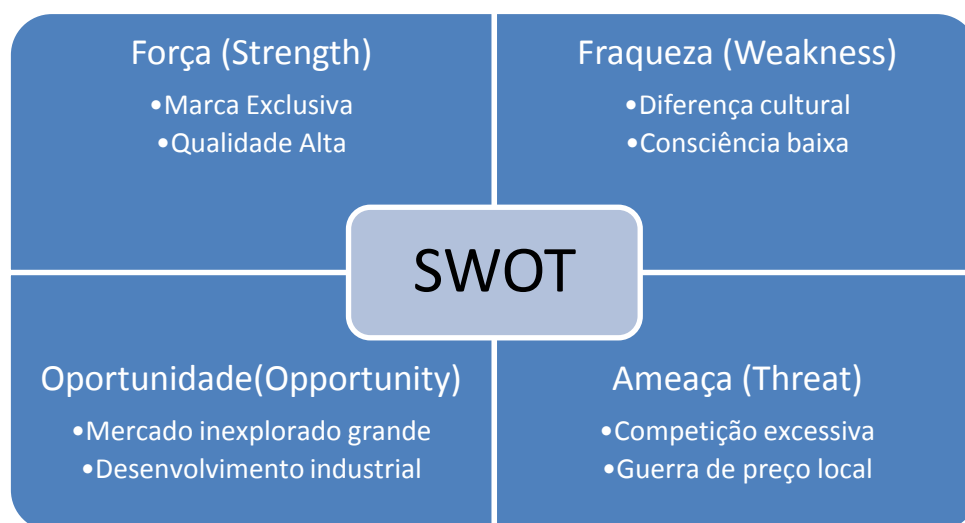 Força (Strength)
•Marca Exclusiva
•Qualidade Alta
Fraqueza (Weakness)
•Diferença cultural
•Consciência baixa
SWOT
Oportunidade(Opportunity)
•Mercado inexplorado grande
•Desenvolvimento industrial
Ameaça (Threat)
•Competição excessiva
•Guerra de preço local